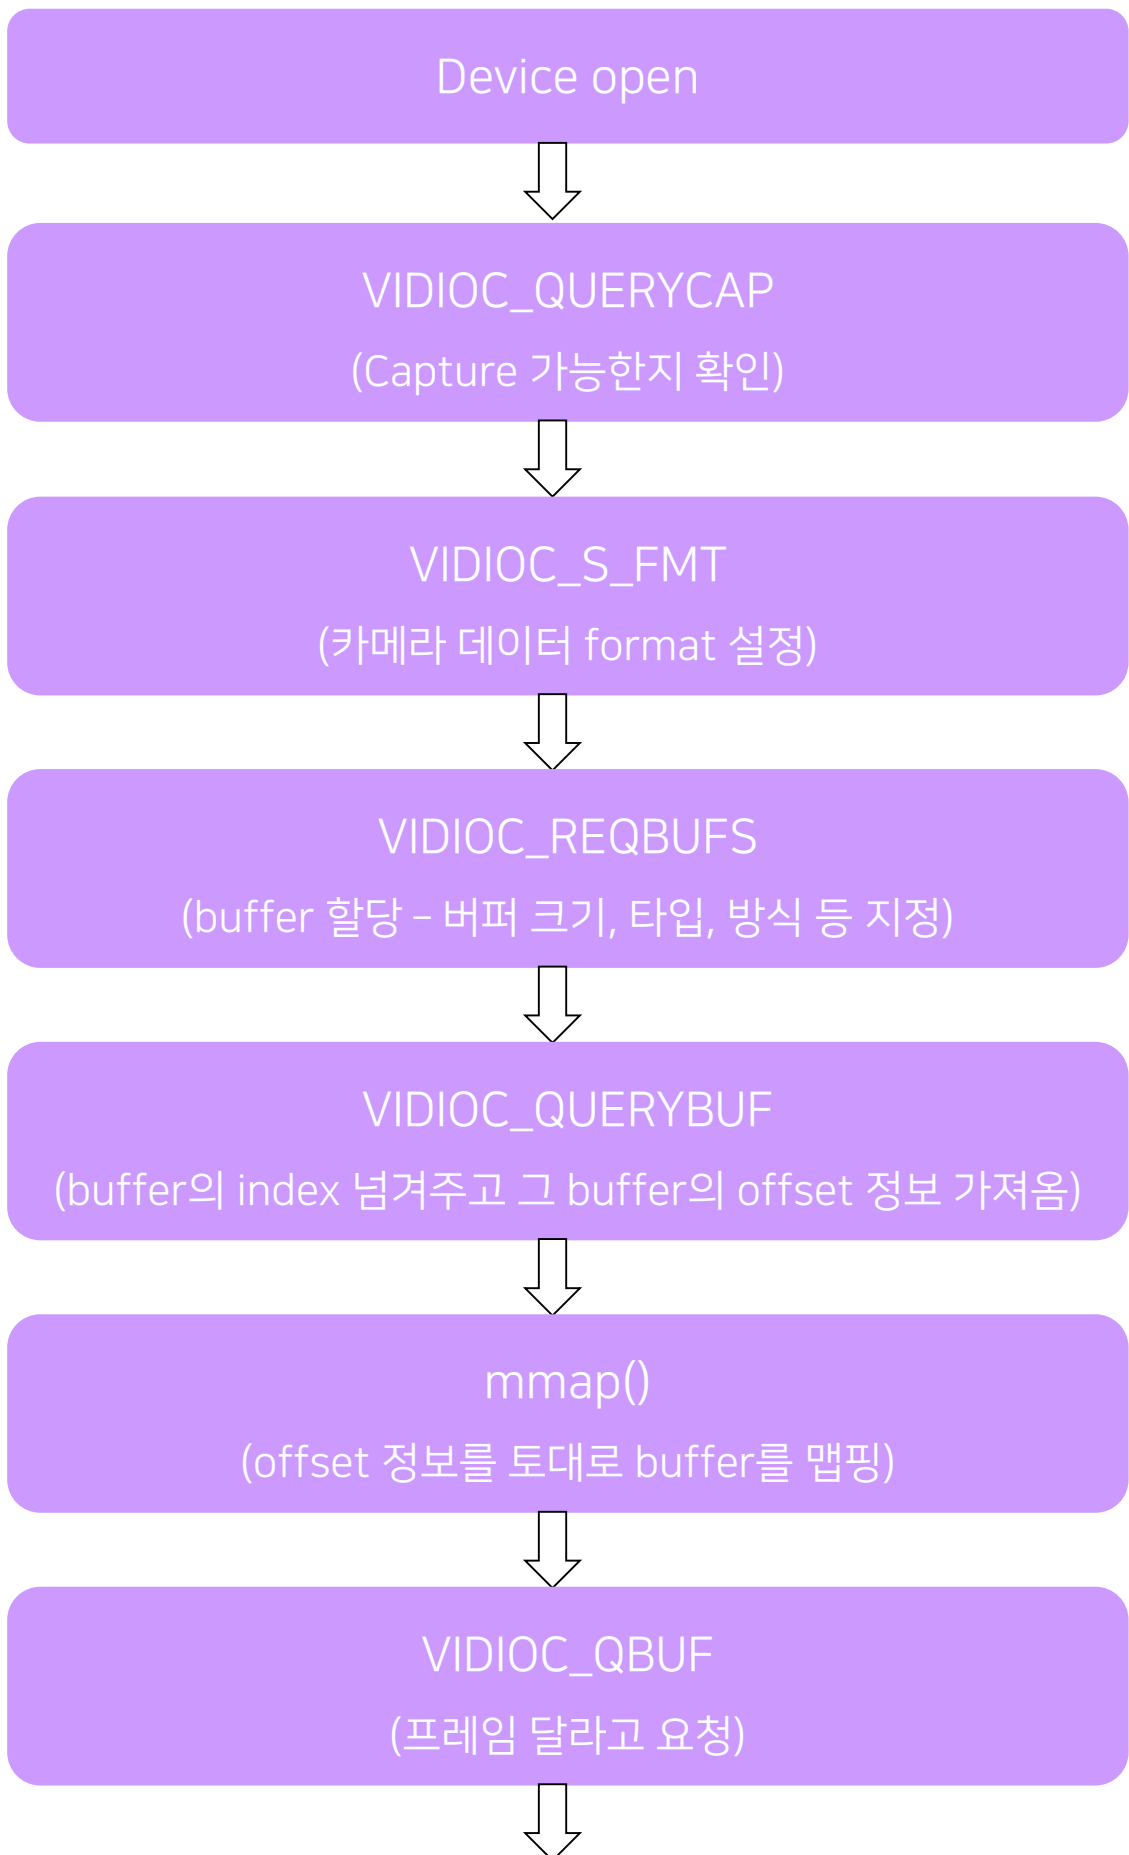 Device open
VIDIOC_QUERYCAP
(Capture 가능한지 확인)
VIDIOC_S_FMT
(카메라 데이터 format 설정)
VIDIOC_REQBUFS
(buffer 할당 – 버퍼 크기, 타입, 방식 등 지정)
VIDIOC_QUERYBUF
(buffer의 index 넘겨주고 그 buffer의 offset 정보 가져옴)
mmap()
(offset 정보를 토대로 buffer를 맵핑)
VIDIOC_QBUF
(프레임 달라고 요청)